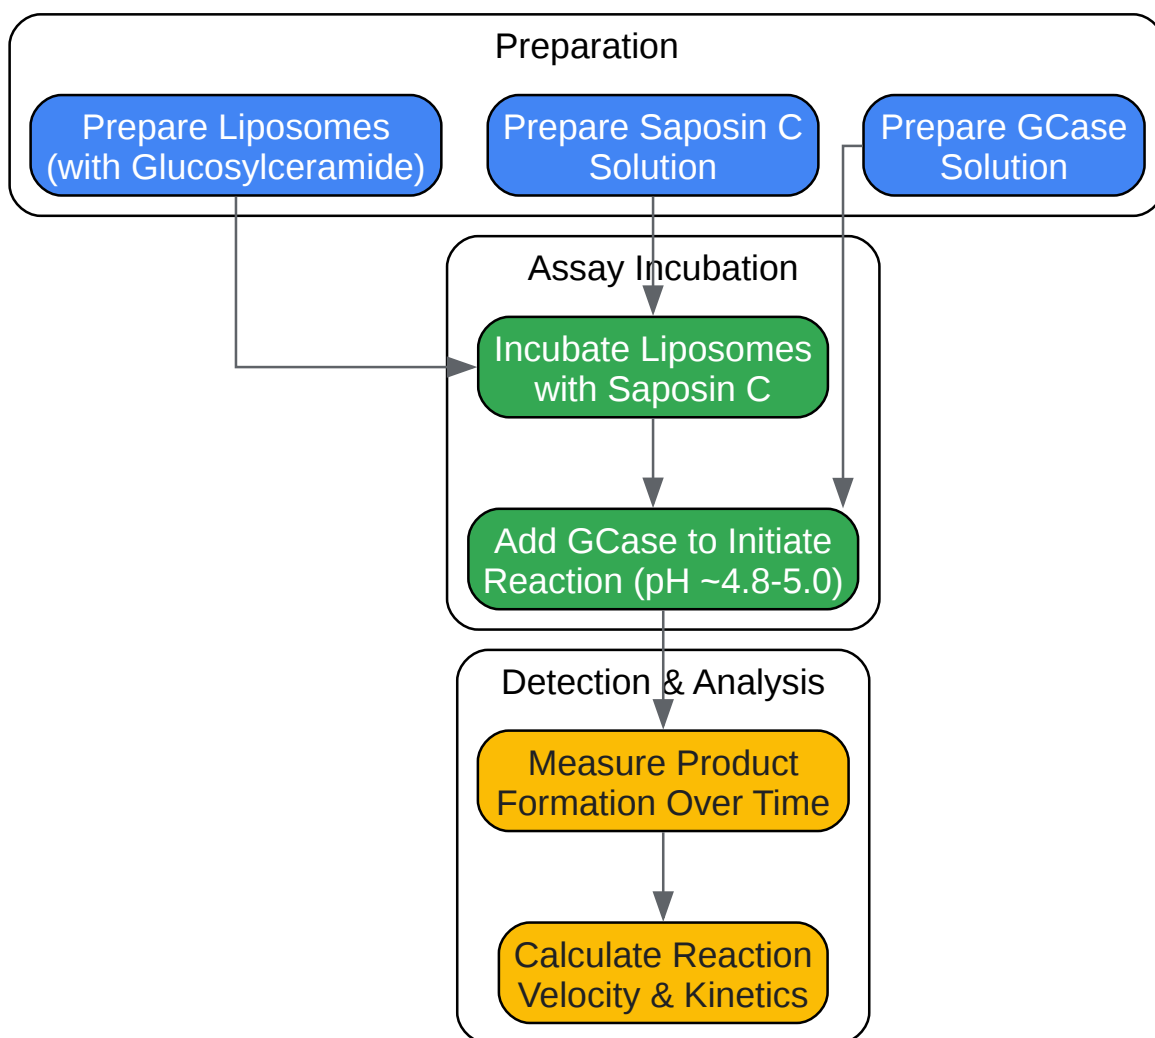 Preparation
Prepare Liposomes
(with Glucosylceramide)
Prepare Saposin C
Solution
Prepare GCase
Solution
Assay Incubation
Incubate Liposomes
with Saposin C
Add GCase to Initiate
Reaction (pH ~4.8-5.0)
Detection & Analysis
Measure Product
Formation Over Time
Calculate Reaction
Velocity & Kinetics